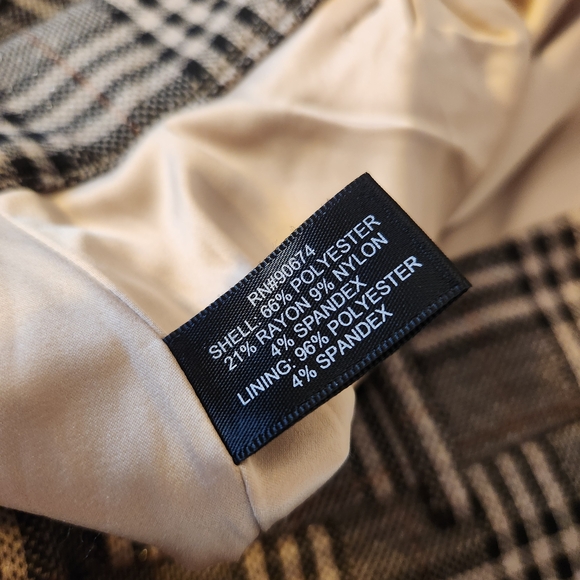 RN#90674
SHELL: 66% POLYESTER
21% RAYON 9% NYLON
4% SPANDEX
LINING: 96% POLYESTER
4% SPANDEX